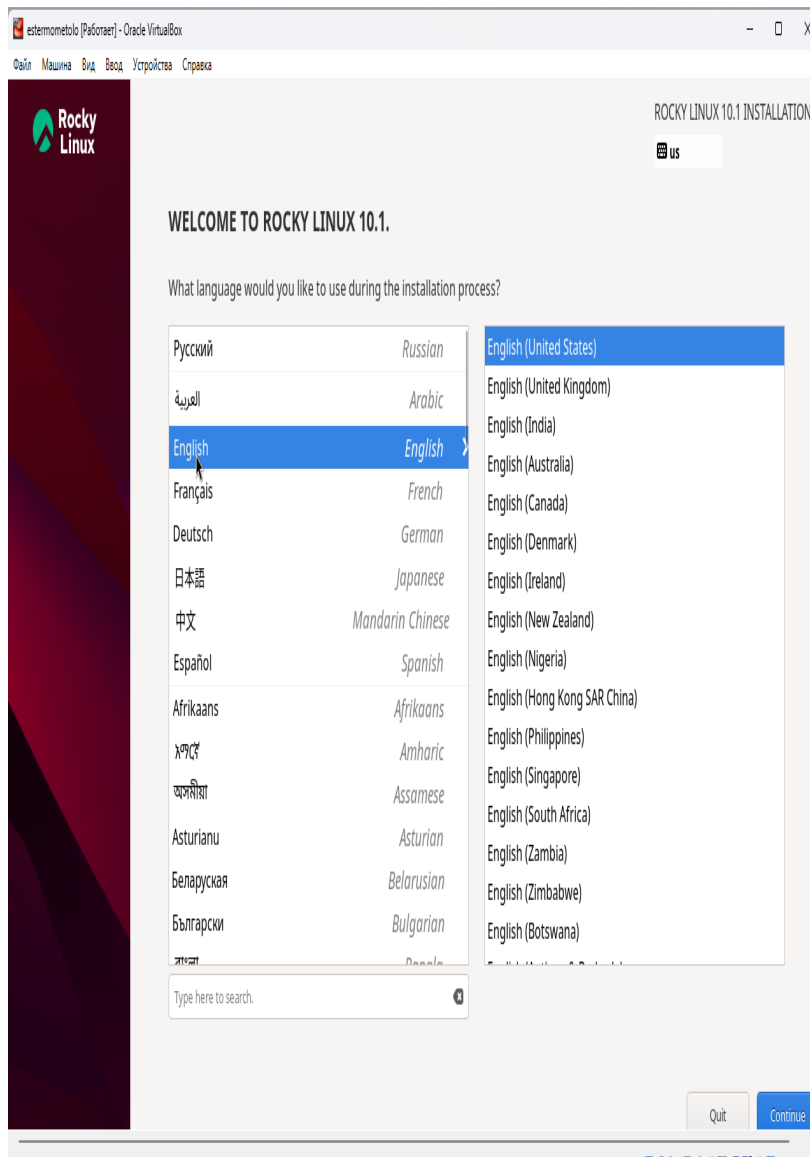 estermometolo [Работает] - Oracle VirtualBox
Файл Машина Вид Ввод Устройства Справка
Rocky
Linux
ROCKY LINUX 10.1 INSTALLATION
us
WELCOME TO ROCKY LINUX 10.1.
What language would you like to use during the installation process?
Русский Russian
العربية Arabic
English English
Français French
Deutsch German
日本語 Japanese
中文 Mandarin Chinese
Español Spanish
Afrikaans Afrikaans
አማርኛ Amharic
অসমীয়া Assamese
Asturianu Asturian
Беларуская Belarusian
Български Bulgarian
English (United States)
English (United Kingdom)
English (India)
English (Australia)
English (Canada)
English (Denmark)
English (Ireland)
English (New Zealand)
English (Nigeria)
English (Hong Kong SAR China)
English (Philippines)
English (Singapore)
English (South Africa)
English (Zambia)
English (Zimbabwe)
English (Botswana)
Type here to search.
Quit Continue